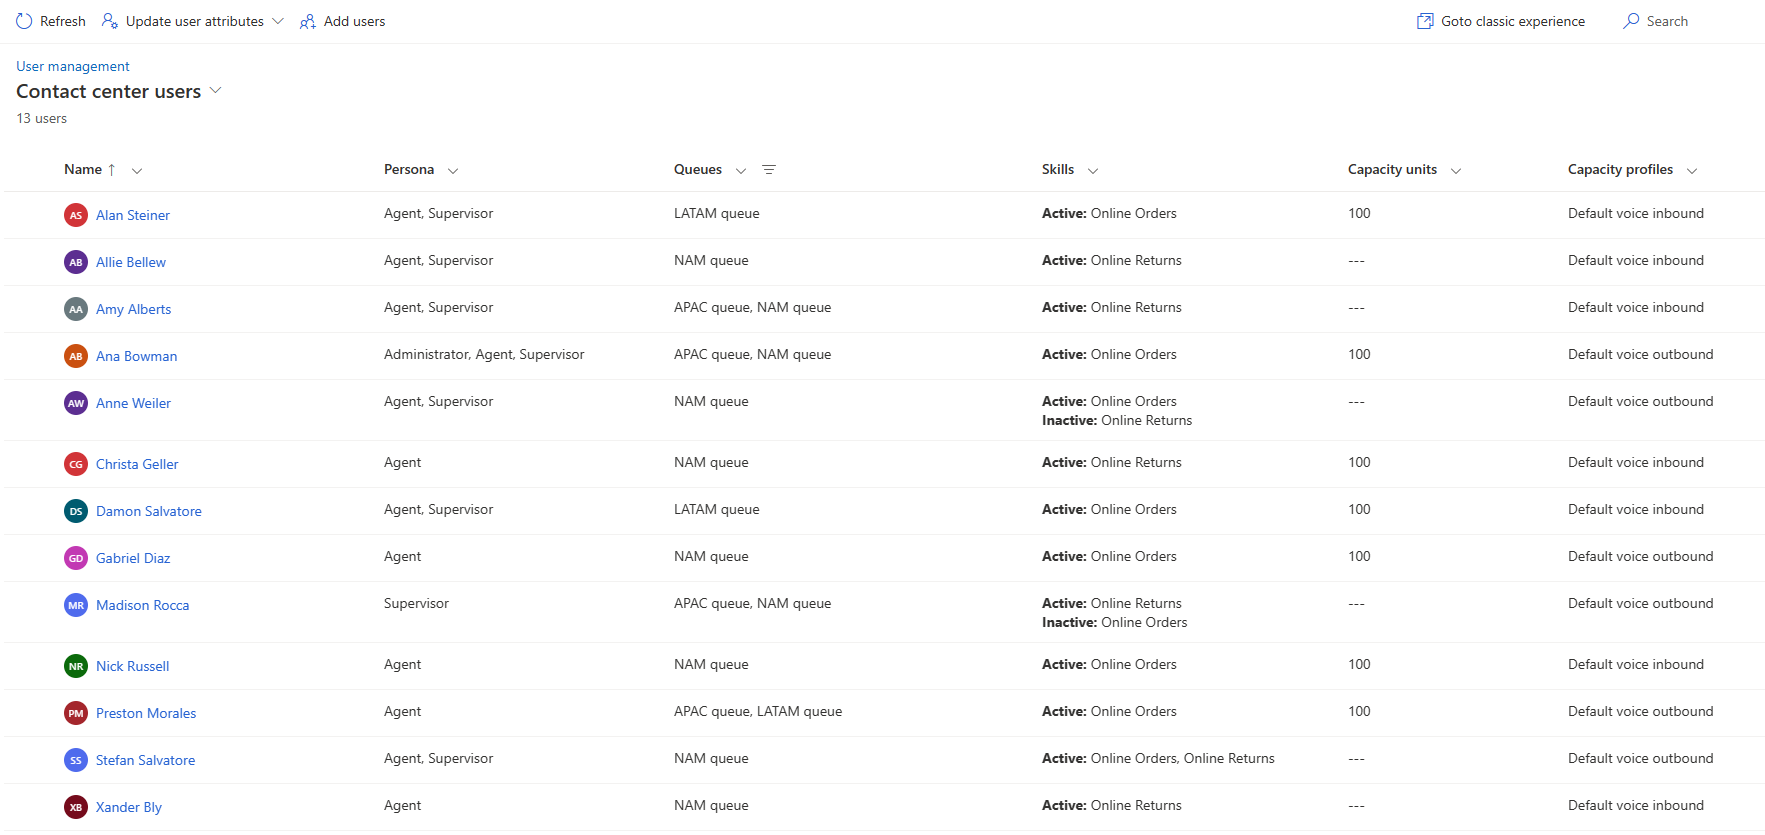 Refresh Update user attributes Add users Goto classic experience Search
User management
Contact center users
13 users
Name ↑ Persona Queues Skills Capacity units Capacity profiles
AS Alan Steiner Agent, Supervisor LATAM queue Active: Online Orders 100 Default voice inbound
AB Allie Bellew Agent, Supervisor NAM queue Active: Online Returns --- Default voice inbound
AA Amy Alberts Agent, Supervisor APAC queue, NAM queue Active: Online Returns --- Default voice inbound
AB Ana Bowman Administrator, Agent, Supervisor APAC queue, NAM queue Active: Online Orders 100 Default voice outbound
AW Anne Weiler Agent, Supervisor NAM queue Active: Online Orders --- Default voice outbound
Inactive: Online Returns
CG Christa Geller Agent NAM queue Active: Online Returns 100 Default voice inbound
DS Damon Salvatore Agent, Supervisor LATAM queue Active: Online Orders 100 Default voice inbound
GD Gabriel Diaz Agent NAM queue Active: Online Orders 100 Default voice outbound
MR Madison Rocca Supervisor APAC queue, NAM queue Active: Online Returns --- Default voice outbound
Inactive: Online Orders
NR Nick Russell Agent NAM queue Active: Online Orders 100 Default voice inbound
PM Preston Morales Agent APAC queue, LATAM queue Active: Online Orders 100 Default voice outbound
SS Stefan Salvatore Agent, Supervisor NAM queue Active: Online Orders, Online Returns --- Default voice outbound
XB Xander Bly Agent NAM queue Active: Online Returns --- Default voice inbound